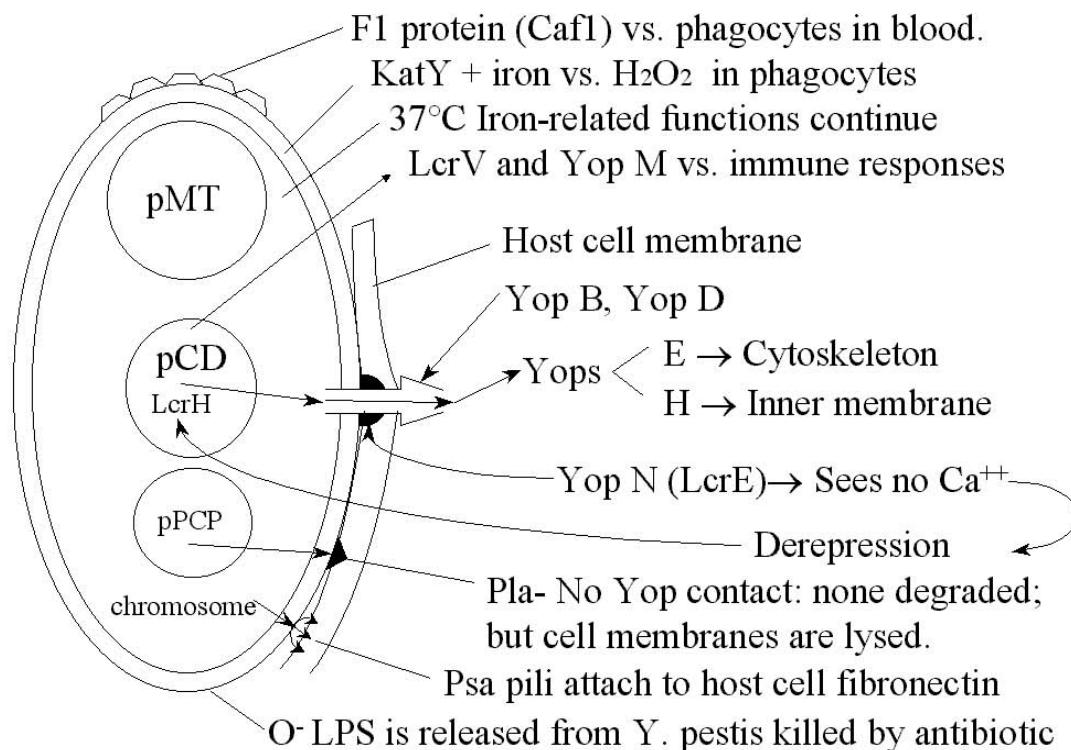 F1 protein (Caf1) vs. phagocytes in blood.
KatY + iron vs. H₂O₂ in phagocytes
37°C Iron-related functions continue
LcrV and Yop M vs. immune responses
pMT
Host cell membrane
Yop B, Yop D
pCD
LcrH
Yops
E → Cytoskeleton
H → Inner membrane
Yop N (LcrE)→ Sees no Ca⁺⁺
pPCP
Derepression
Pla- No Yop contact: none degraded;
but cell membranes are lysed.
chromosome
Psa pili attach to host cell fibronectin
O⁻ LPS is released from Y. pestis killed by antibiotic